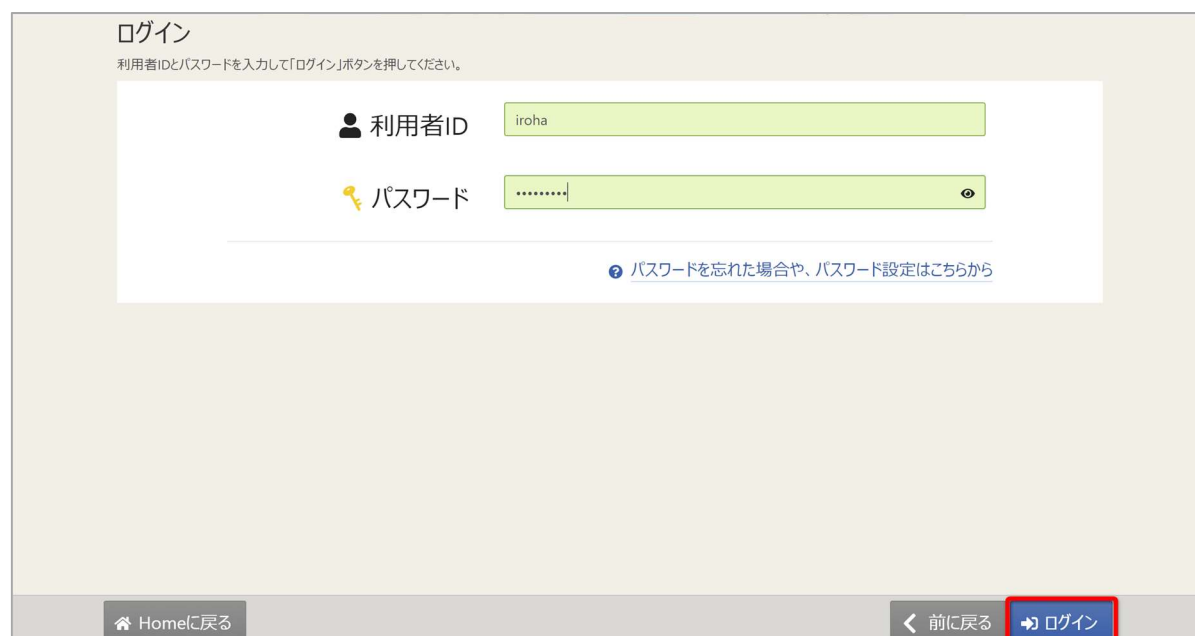 ログイン
利用者IDとパスワードを入力して「ログイン」ボタンを押してください。
利用者ID
iroha
パスワード
•••••••••
パスワードを忘れた場合や、パスワード設定はこちらから
Homeに戻る
前に戻る
ログイン